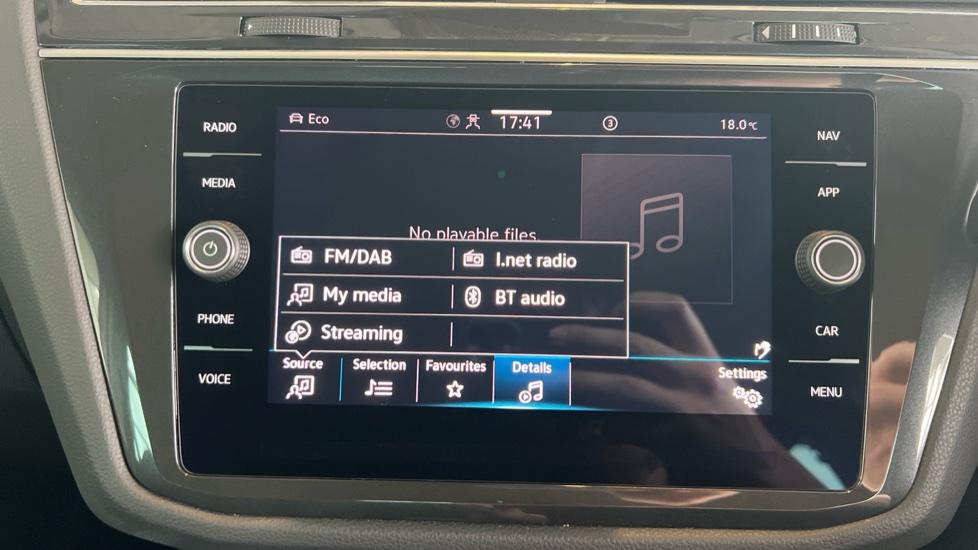 RADIO
MEDIA
PHONE
VOICE
Eco 17:41 3 18.0°C
No playable files.
FM/DAB I.net radio
My media BT audio
Streaming
Source Selection Favourites Details Settings
NAV
APP
CAR
MENU